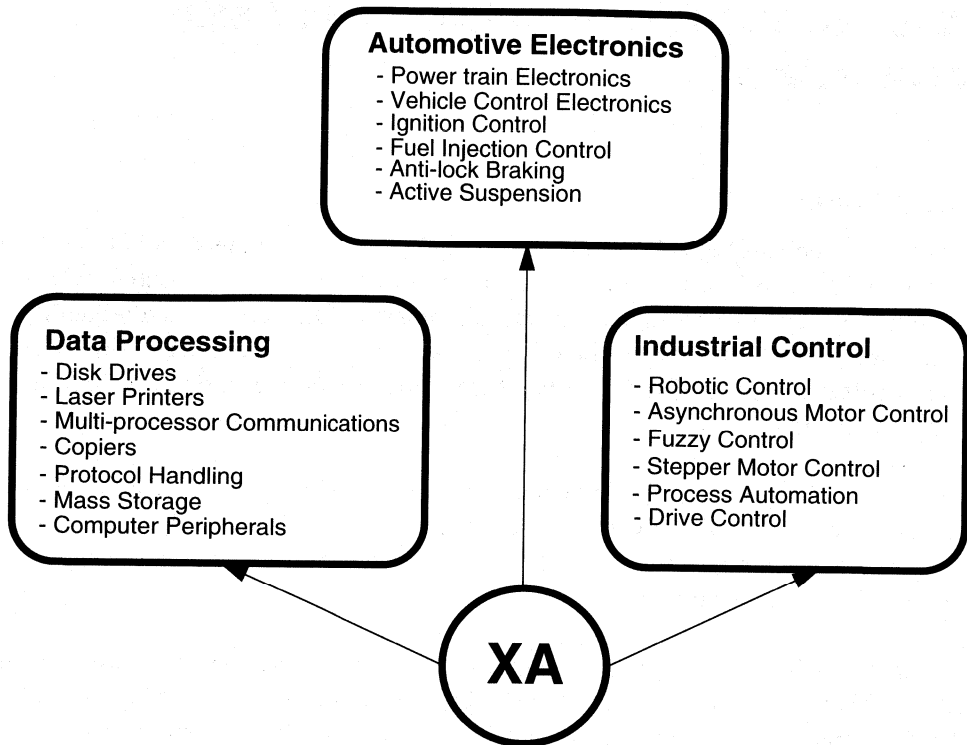 Automotive Electronics
- Power train Electronics
- Vehicle Control Electronics
- Ignition Control
- Fuel Injection Control
- Anti-lock Braking
- Active Suspension
Data Processing
- Disk Drives
- Laser Printers
- Multi-processor Communications
- Copiers
- Protocol Handling
- Mass Storage
- Computer Peripherals
Industrial Control
- Robotic Control
- Asynchronous Motor Control
- Fuzzy Control
- Stepper Motor Control
- Process Automation
- Drive Control
XA